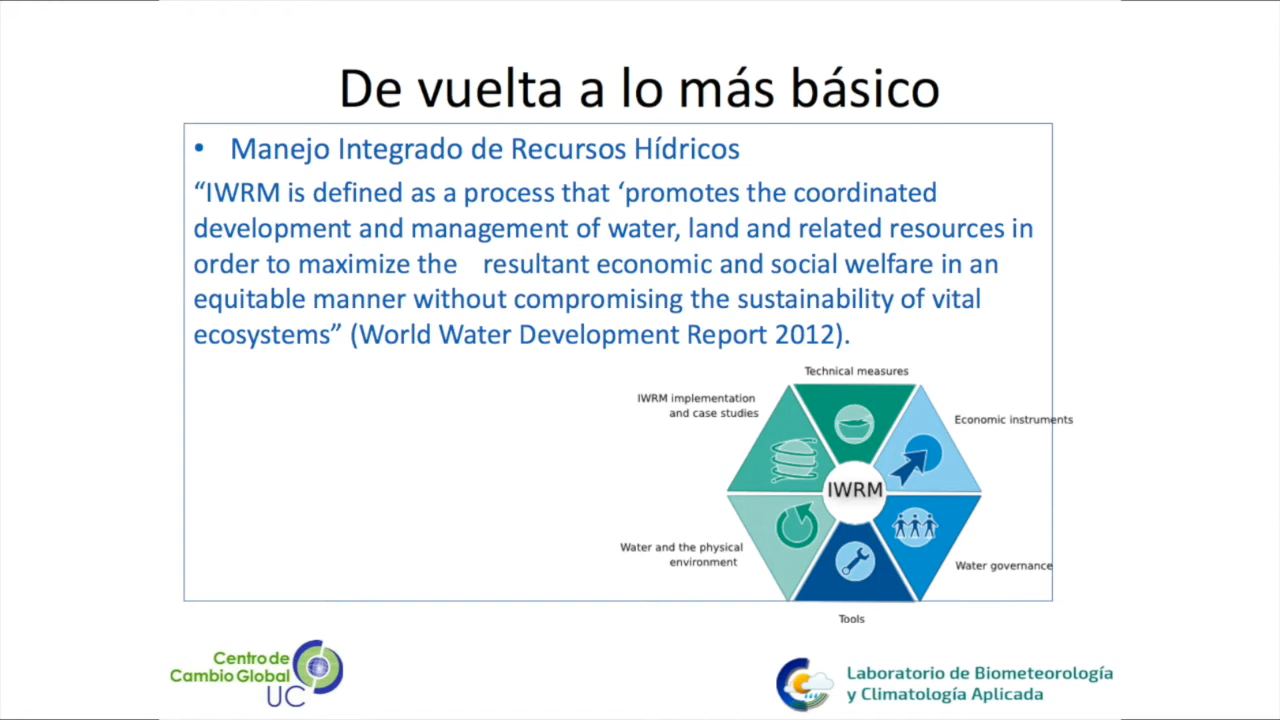 De vuelta a lo más básico
• Manejo Integrado de Recursos Hídricos
“IWRM is defined as a process that ‘promotes the coordinated
development and management of water, land and related resources in
order to maximize the resultant economic and social welfare in an
equitable manner without compromising the sustainability of vital
ecosystems” (World Water Development Report 2012).
Technical measures
IWRM implementation
and case studies
Economic instruments
IWRM
Water and the physical
environment
Water governance
Tools
Centro de
Cambio Global
UC
Laboratorio de Biometeorología
y Climatología Aplicada